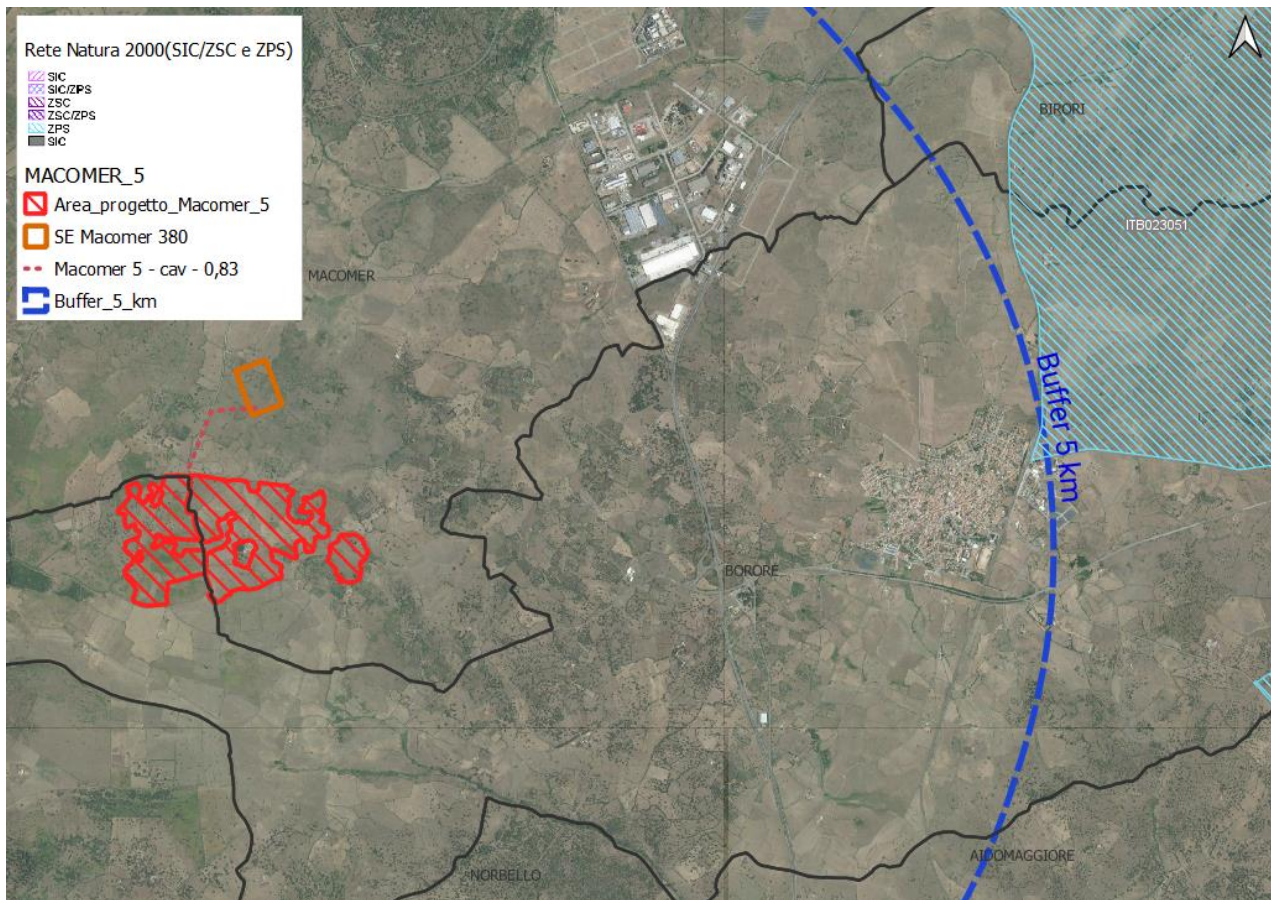 Rete Natura 2000(SIC/ZSC e ZPS)
SIC
SIC/ZPS
ZSC
ZSC/ZPS
ZPS
SIC
MACOMER_5
Area_progetto_Macomer_5
SE Macomer 380
Macomer 5 - cav - 0,83
Buffer_5_km
BIRORI
ITB023051
MACOMER
Buffer 5 km
BORORE
AIDOMAGGIORE
NORBELLO